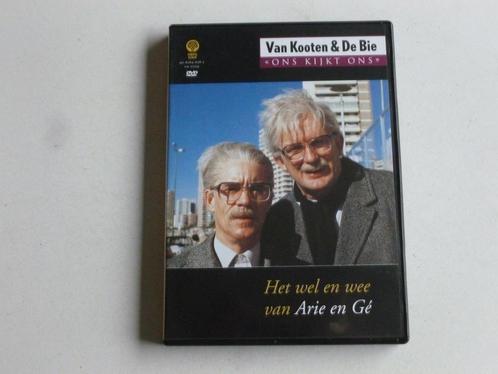 Van Kooten & De Bie
«ONS KIJKT ONS»
DVD
Het wel en wee
van Arie en Gé